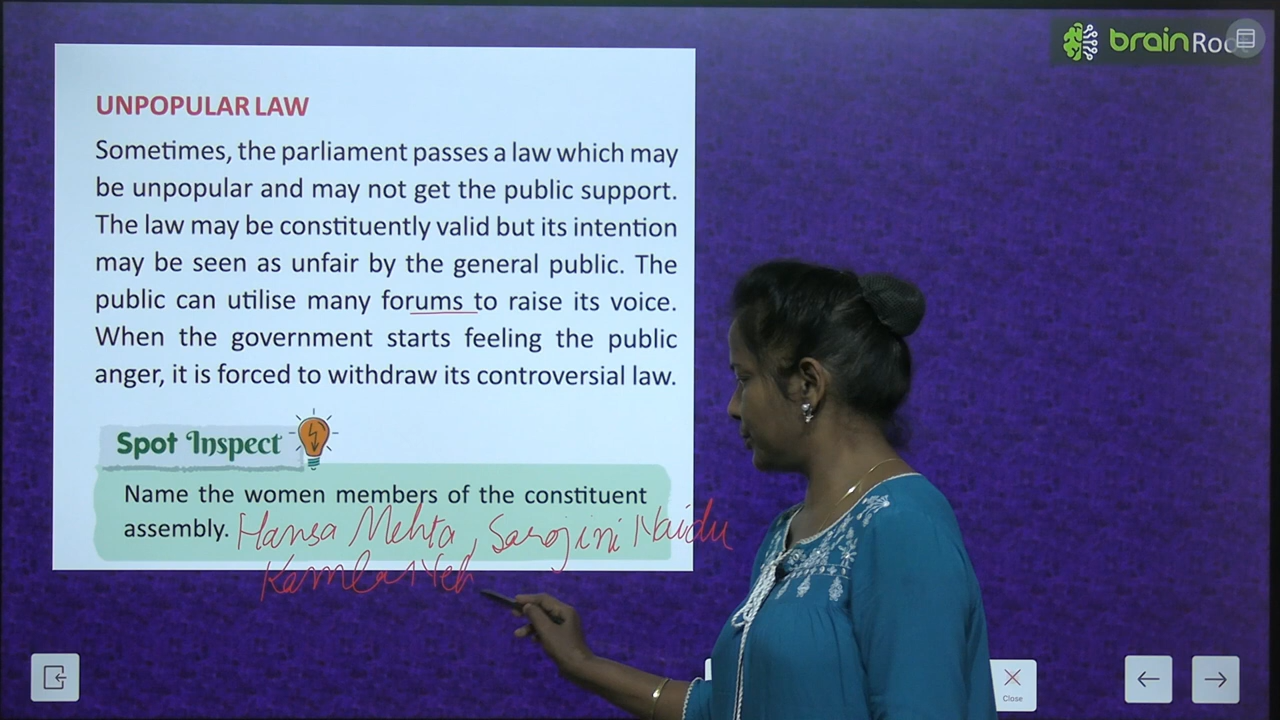 brainRoot
UNPOPULAR LAW
Sometimes, the parliament passes a law which may
be unpopular and may not get the public support.
The law may be constituently valid but its intention
may be seen as unfair by the general public. The
public can utilise many forums to raise its voice.
When the government starts feeling the public
anger, it is forced to withdraw its controversial law.
Spot Inspect
Name the women members of the constituent
assembly. Hansa Mehta, Sarojini Naidu
Kamla Neh
Close